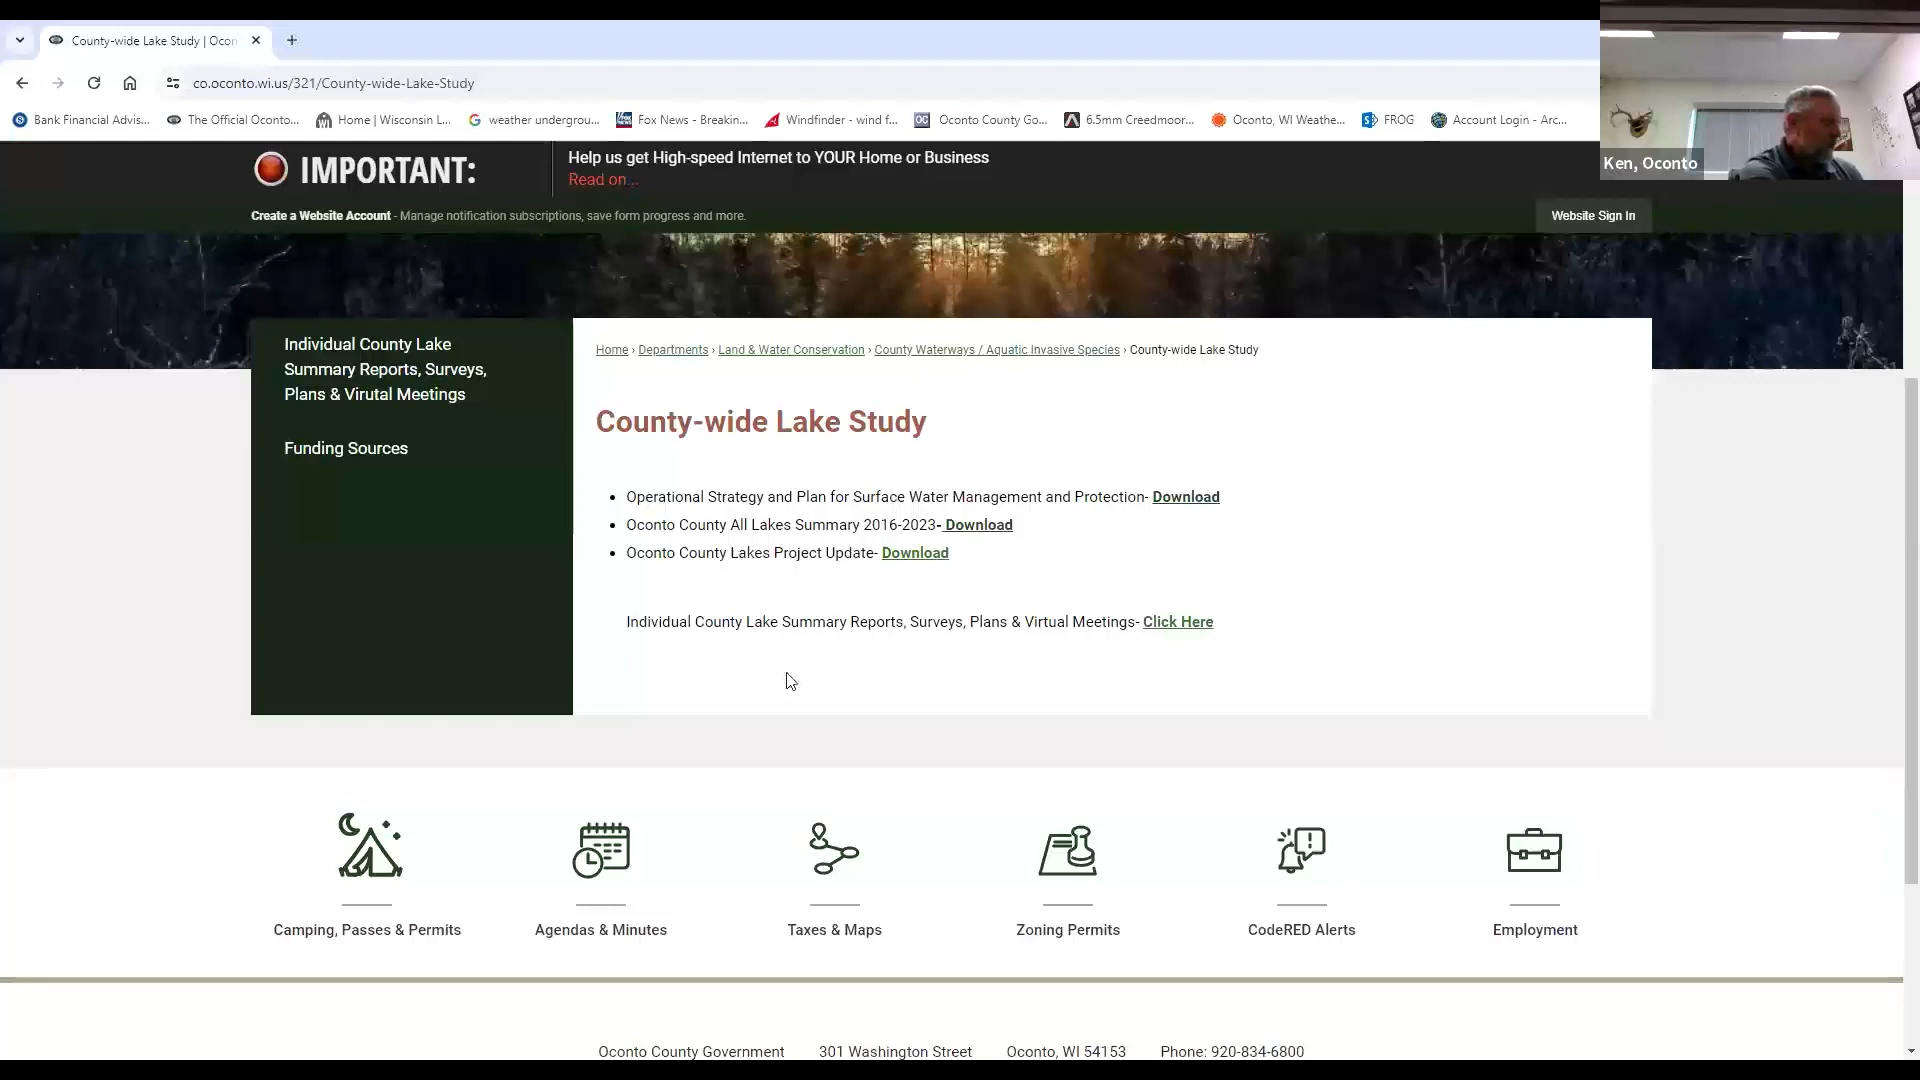 County-wide Lake Study | Ocon
co.oconto.wi.us/321/County-wide-Lake-Study
Bank Financial Advis... The Official Oconto... Home | Wisconsin L... weather undergrou... Fox News - Breakin... Windfinder - wind f... Oconto County Go... 6.5mm Creedmoor... Oconto, WI Weathe... FROG Account Login - Arc...
Ken, Oconto
IMPORTANT:
Help us get High-speed Internet to YOUR Home or Business
Read on...
Create a Website Account - Manage notification subscriptions, save form progress and more.
Website Sign In
Individual County Lake
Summary Reports, Surveys,
Plans & Virutal Meetings
Funding Sources
Home › Departments › Land & Water Conservation › County Waterways / Aquatic Invasive Species › County-wide Lake Study
County-wide Lake Study
• Operational Strategy and Plan for Surface Water Management and Protection- Download
• Oconto County All Lakes Summary 2016-2023- Download
• Oconto County Lakes Project Update- Download
Individual County Lake Summary Reports, Surveys, Plans & Virtual Meetings- Click Here
Camping, Passes & Permits
Agendas & Minutes
Taxes & Maps
Zoning Permits
CodeRED Alerts
Employment
Oconto County Government 301 Washington Street Oconto, WI 54153 Phone: 920-834-6800